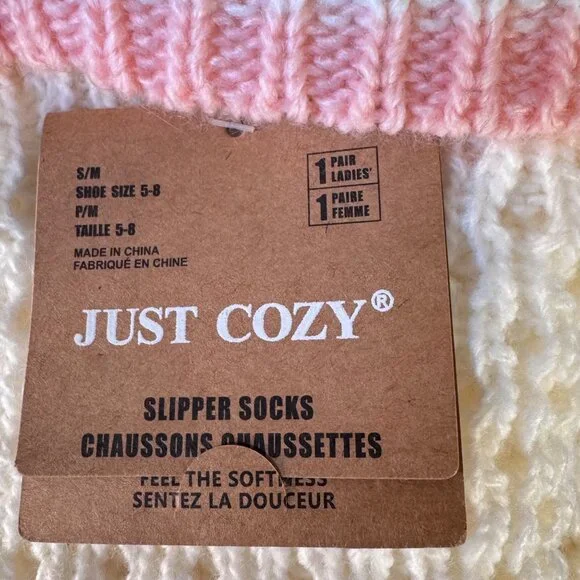 S/M
SHOE SIZE 5-8
P/M
TAILLE 5-8
MADE IN CHINA
FABRIQUÉ EN CHINE
1 PAIR LADIES'
1 PAIRE FEMME
JUST COZY®
SLIPPER SOCKS
CHAUSSONS CHAUSSETTES
FEEL THE SOFTNESS
SENTEZ LA DOUCEUR